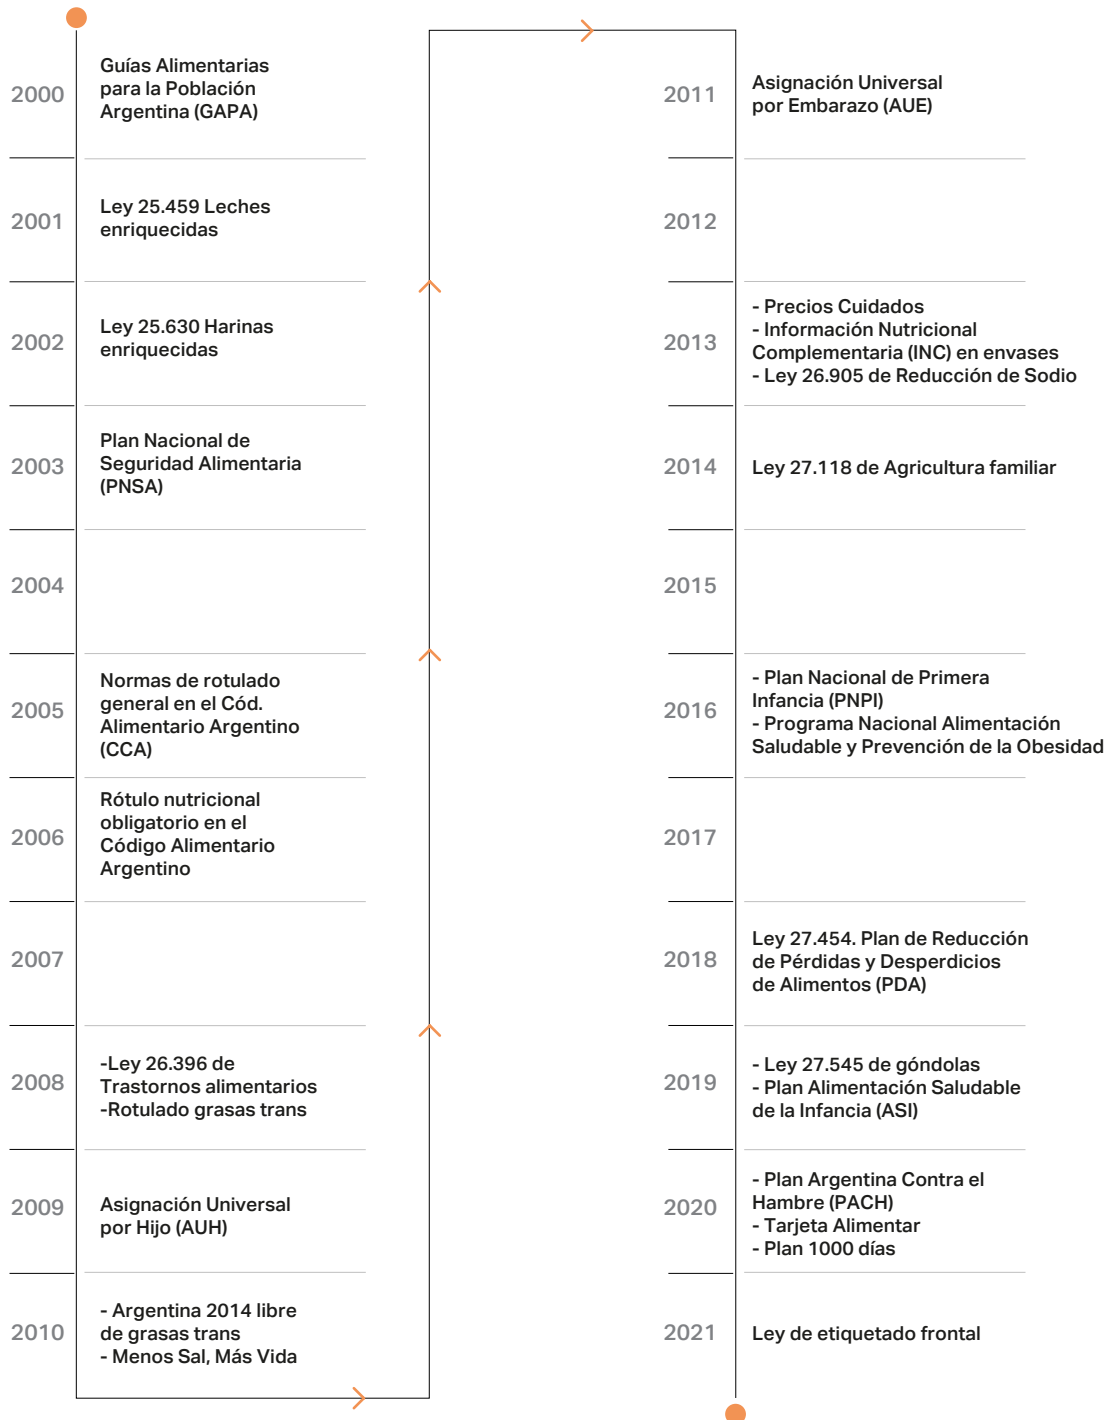 2000
Guías Alimentarias
para la Población
Argentina (GAPA)
2001
Ley 25.459 Leches
enriquecidas
2002
Ley 25.630 Harinas
enriquecidas
2003
Plan Nacional de
Seguridad Alimentaria
(PNSA)
2004
2005
Normas de rotulado
general en el Cód.
Alimentario Argentino
(CCA)
2006
Rótulo nutricional
obligatorio en el
Código Alimentario
Argentino
2007
2008
-Ley 26.396 de
Trastornos alimentarios
-Rotulado grasas trans
2009
Asignación Universal
por Hijo (AUH)
2010
- Argentina 2014 libre
de grasas trans
- Menos Sal, Más Vida
2011
Asignación Universal
por Embarazo (AUE)
2012
2013
- Precios Cuidados
- Información Nutricional
Complementaria (INC) en envases
- Ley 26.905 de Reducción de Sodio
2014
Ley 27.118 de Agricultura familiar
2015
2016
- Plan Nacional de Primera
Infancia (PNPI)
- Programa Nacional Alimentación
Saludable y Prevención de la Obesidad
2017
2018
Ley 27.454. Plan de Reducción
de Pérdidas y Desperdicios
de Alimentos (PDA)
2019
- Ley 27.545 de góndolas
- Plan Alimentación Saludable
de la Infancia (ASI)
2020
- Plan Argentina Contra el
Hambre (PACH)
- Tarjeta Alimentar
- Plan 1000 días
2021
Ley de etiquetado frontal